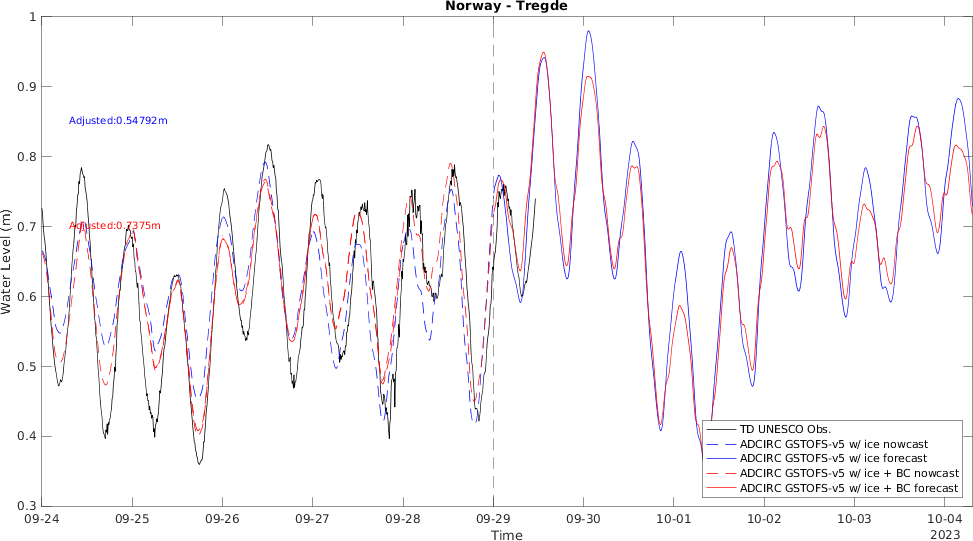 Norway - Tregde
1
0.9
0.8
0.7
0.6
0.5
0.4
0.3
Water Level (m)
Adjusted:0.54792m
Adjusted:0.7375m
TD UNESCO Obs.
ADCIRC GSTOFS-v5 w/ ice nowcast
ADCIRC GSTOFS-v5 w/ ice forecast
ADCIRC GSTOFS-v5 w/ ice + BC nowcast
ADCIRC GSTOFS-v5 w/ ice + BC forecast
09-24 09-25 09-26 09-27 09-28 09-29 09-30 10-01 10-02 10-03 10-04
Time
2023